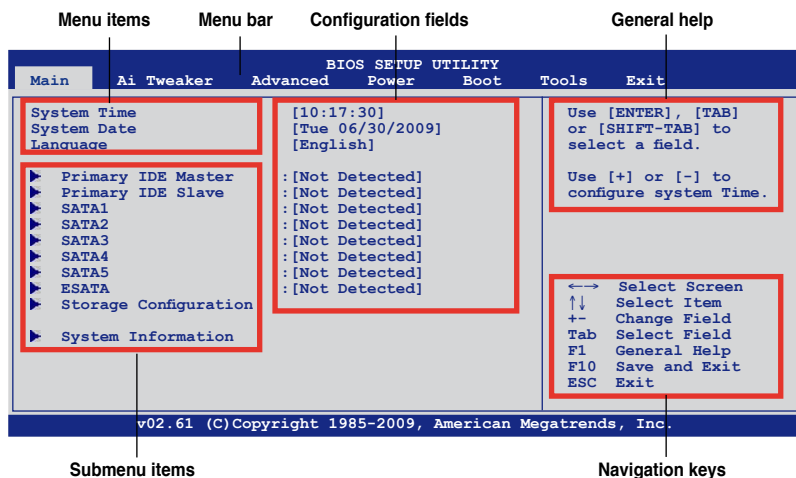 Menu items Menu bar Configuration fields General help
BIOS SETUP UTILITY
Main Ai Tweaker Advanced Power Boot Tools Exit
System Time [10:17:30]
System Date [Tue 06/30/2009]
Language [English]
Primary IDE Master :[Not Detected]
Primary IDE Slave :[Not Detected]
SATA1 :[Not Detected]
SATA2 :[Not Detected]
SATA3 :[Not Detected]
SATA4 :[Not Detected]
SATA5 :[Not Detected]
ESATA :[Not Detected]
Storage Configuration
System Information
Use [ENTER], [TAB]
or [SHIFT-TAB] to
select a field.
Use [+] or [-] to
configure system Time.
←→ Select Screen
↑↓ Select Item
+- Change Field
Tab Select Field
F1 General Help
F10 Save and Exit
ESC Exit
v02.61 (C)Copyright 1985-2009, American Megatrends, Inc.
Submenu items Navigation keys